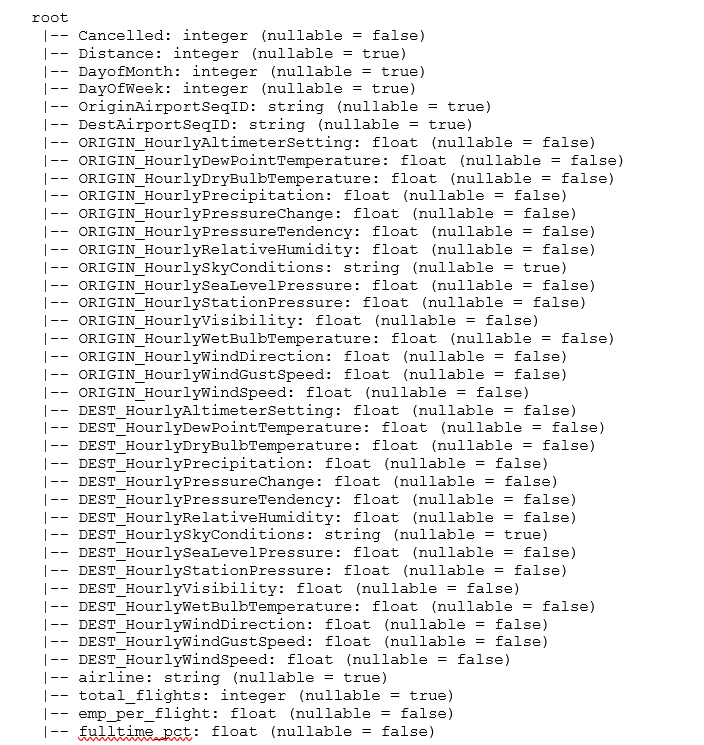 root
 |-- Cancelled: integer (nullable = false)
 |-- Distance: integer (nullable = true)
 |-- DayofMonth: integer (nullable = true)
 |-- DayOfWeek: integer (nullable = true)
 |-- OriginAirportSeqID: string (nullable = true)
 |-- DestAirportSeqID: string (nullable = true)
 |-- ORIGIN_HourlyAltimeterSetting: float (nullable = false)
 |-- ORIGIN_HourlyDewPointTemperature: float (nullable = false)
 |-- ORIGIN_HourlyDryBulbTemperature: float (nullable = false)
 |-- ORIGIN_HourlyPrecipitation: float (nullable = false)
 |-- ORIGIN_HourlyPressureChange: float (nullable = false)
 |-- ORIGIN_HourlyPressureTendency: float (nullable = false)
 |-- ORIGIN_HourlyRelativeHumidity: float (nullable = false)
 |-- ORIGIN_HourlySkyConditions: string (nullable = true)
 |-- ORIGIN_HourlySeaLevelPressure: float (nullable = false)
 |-- ORIGIN_HourlyStationPressure: float (nullable = false)
 |-- ORIGIN_HourlyVisibility: float (nullable = false)
 |-- ORIGIN_HourlyWetBulbTemperature: float (nullable = false)
 |-- ORIGIN_HourlyWindDirection: float (nullable = false)
 |-- ORIGIN_HourlyWindGustSpeed: float (nullable = false)
 |-- ORIGIN_HourlyWindSpeed: float (nullable = false)
 |-- DEST_HourlyAltimeterSetting: float (nullable = false)
 |-- DEST_HourlyDewPointTemperature: float (nullable = false)
 |-- DEST_HourlyDryBulbTemperature: float (nullable = false)
 |-- DEST_HourlyPrecipitation: float (nullable = false)
 |-- DEST_HourlyPressureChange: float (nullable = false)
 |-- DEST_HourlyPressureTendency: float (nullable = false)
 |-- DEST_HourlyRelativeHumidity: float (nullable = false)
 |-- DEST_HourlySkyConditions: string (nullable = true)
 |-- DEST_HourlySeaLevelPressure: float (nullable = false)
 |-- DEST_HourlyStationPressure: float (nullable = false)
 |-- DEST_HourlyVisibility: float (nullable = false)
 |-- DEST_HourlyWetBulbTemperature: float (nullable = false)
 |-- DEST_HourlyWindDirection: float (nullable = false)
 |-- DEST_HourlyWindGustSpeed: float (nullable = false)
 |-- DEST_HourlyWindSpeed: float (nullable = false)
 |-- airline: string (nullable = true)
 |-- total_flights: integer (nullable = true)
 |-- emp_per_flight: float (nullable = false)
 |-- fulltime_pct: float (nullable = false)